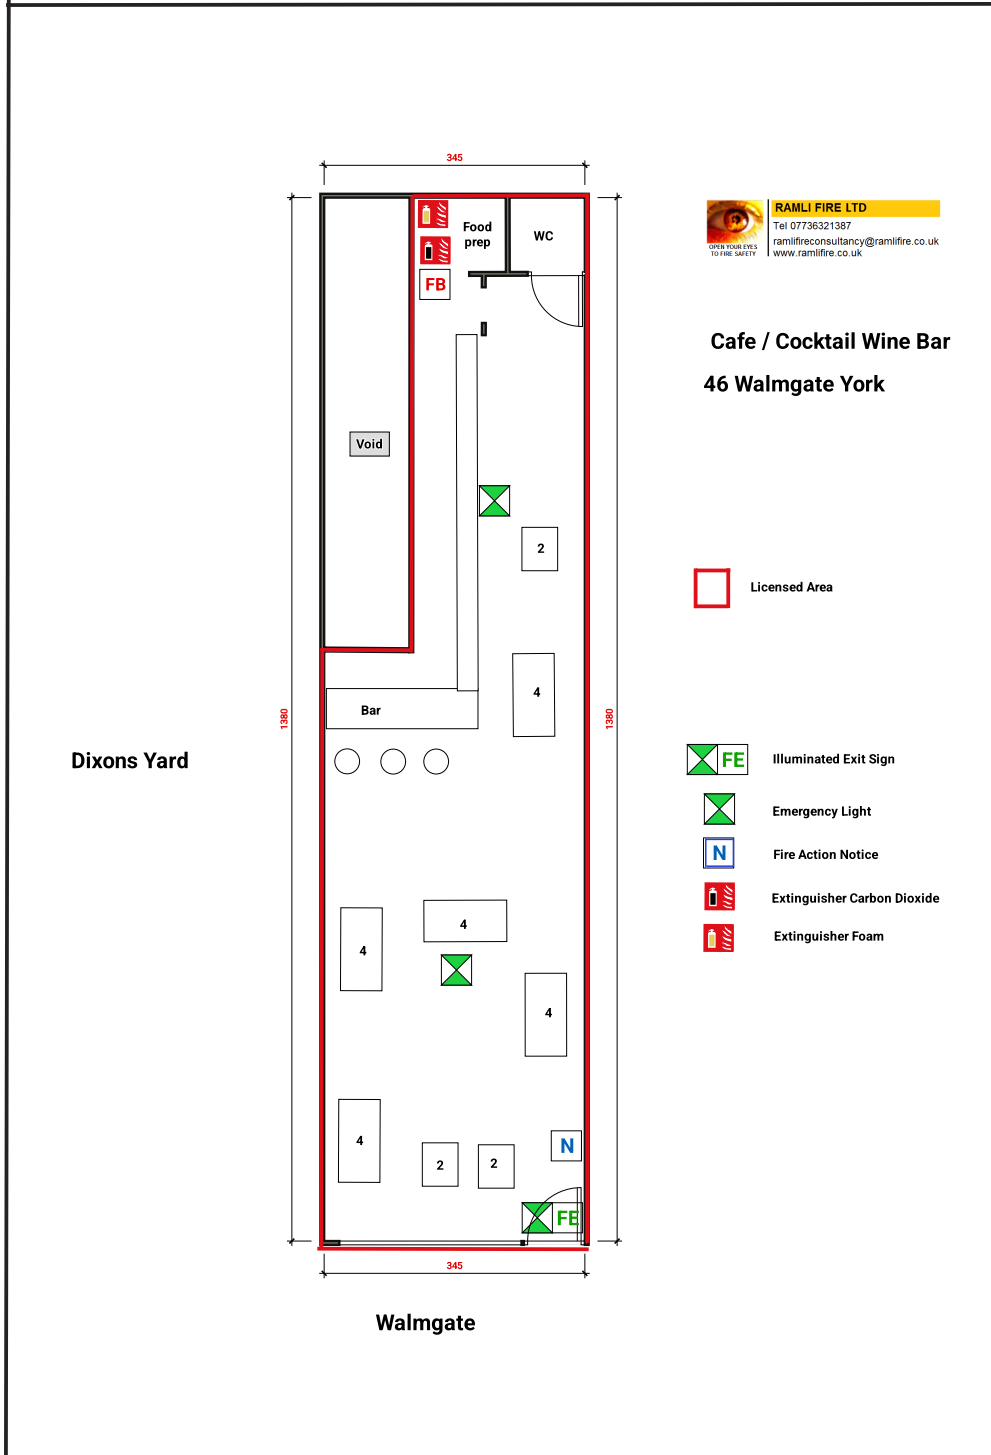 345
RAMLI FIRE LTD
Tel 07736321387
ramlifireconsultancy@ramlifire.co.uk
www.ramlifire.co.uk
OPEN YOUR EYES
TO FIRE SAFETY
Food
prep
WC
FB
Cafe / Cocktail Wine Bar
46 Walmgate York
Void
2
Licensed Area
4
Bar
1380
1380
Dixons Yard
FE
Illuminated Exit Sign
Emergency Light
N
Fire Action Notice
Extinguisher Carbon Dioxide
Extinguisher Foam
4
4
4
4
2
2
N
FE
345
Walmgate